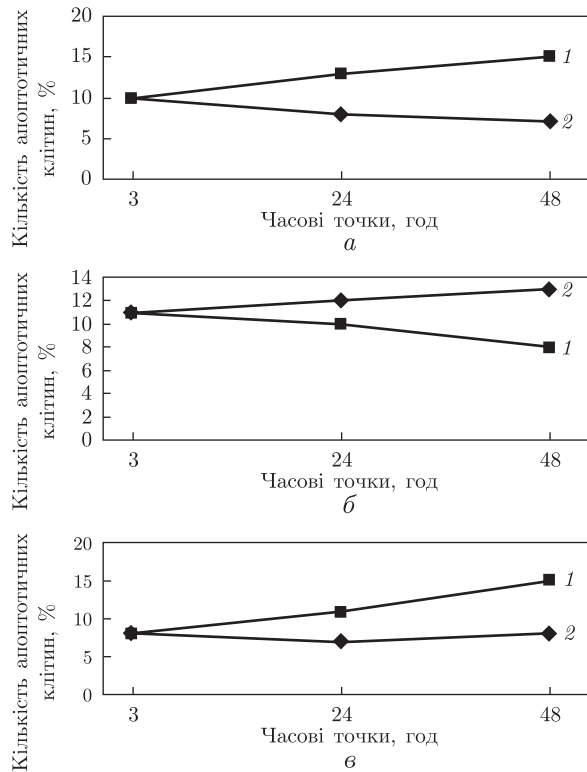 Кількість апоптотичних
клітин, %
20
15
10
5
0
1
2
3
24
48
Часові точки, год
а
Кількість апоптотичних
клітин, %
14
12
10
8
6
4
2
0
2
1
3
24
48
Часові точки, год
б
Кількість апоптотичних
клітин, %
20
15
10
5
0
1
2
3
24
48
Часові точки, год
в